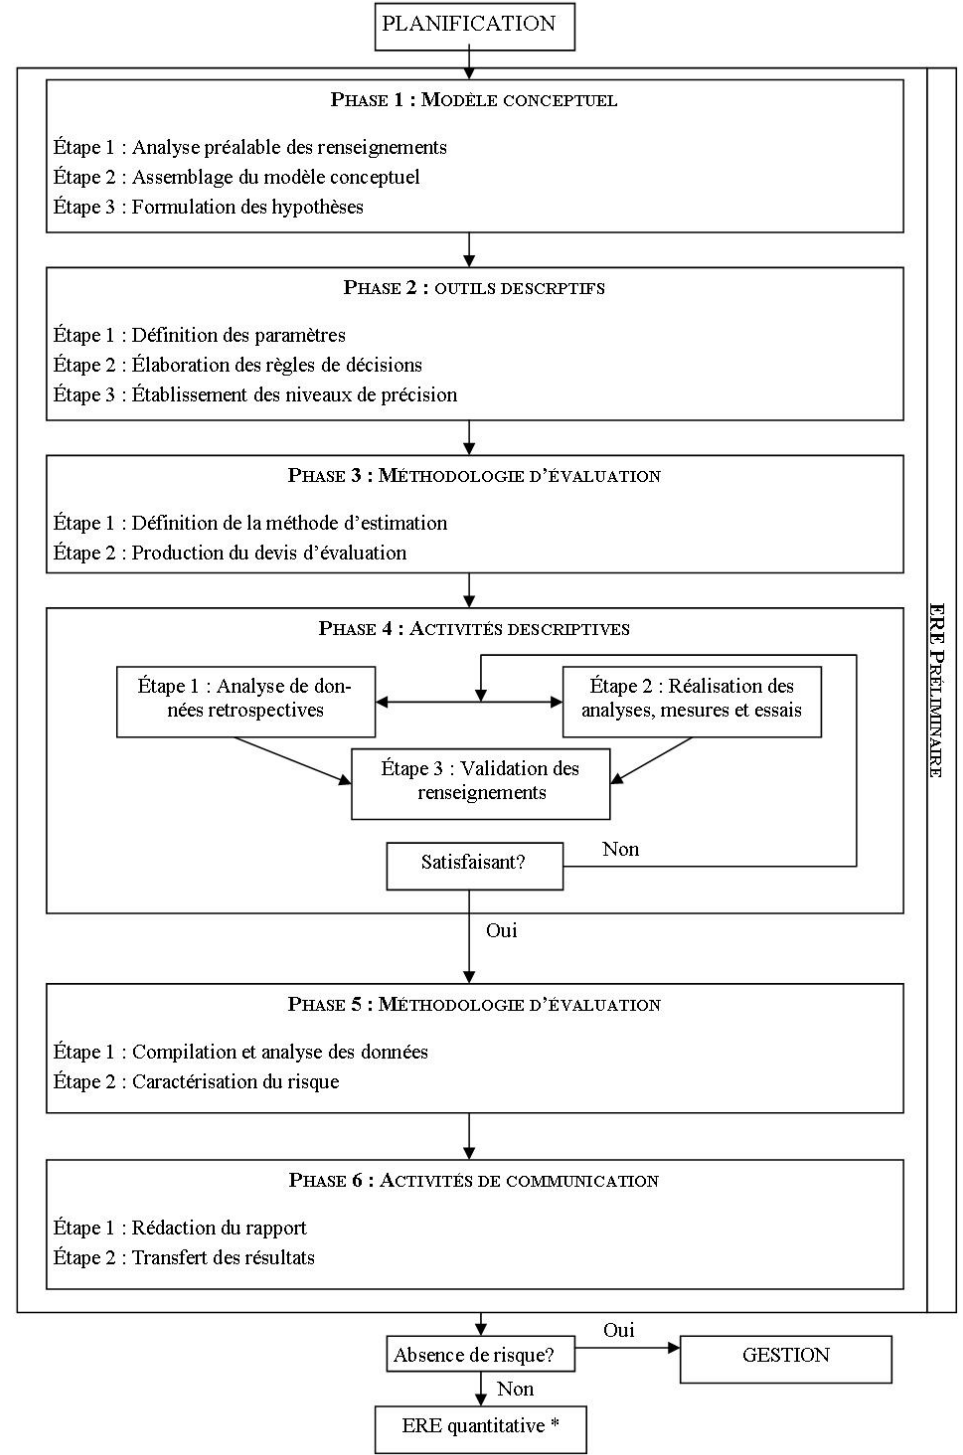 PLANIFICATION
PHASE 1 : MODÈLE CONCEPTUEL
Étape 1 : Analyse préalable des renseignements
Étape 2 : Assemblage du modèle conceptuel
Étape 3 : Formulation des hypothèses
PHASE 2 : OUTILS DESCRPTIFS
Étape 1 : Définition des paramètres
Étape 2 : Élaboration des règles de décisions
Étape 3 : Établissement des niveaux de précision
PHASE 3 : MÉTHODOLOGIE D'ÉVALUATION
Étape 1 : Définition de la méthode d'estimation
Étape 2 : Production du devis d'évaluation
PHASE 4 : ACTIVITÉS DESCRIPTIVES
Étape 1 : Analyse de don-
nées retrospectives
Étape 2 : Réalisation des
analyses, mesures et essais
Étape 3 : Validation des
renseignements
Satisfaisant?
Non
Oui
PHASE 5 : MÉTHODOLOGIE D'ÉVALUATION
Étape 1 : Compilation et analyse des données
Étape 2 : Caractérisation du risque
PHASE 6 : ACTIVITÉS DE COMMUNICATION
Étape 1 : Rédaction du rapport
Étape 2 : Transfert des résultats
ERE PRÉLIMINAIRE
Absence de risque?
Oui
GESTION
Non
ERE quantitative *